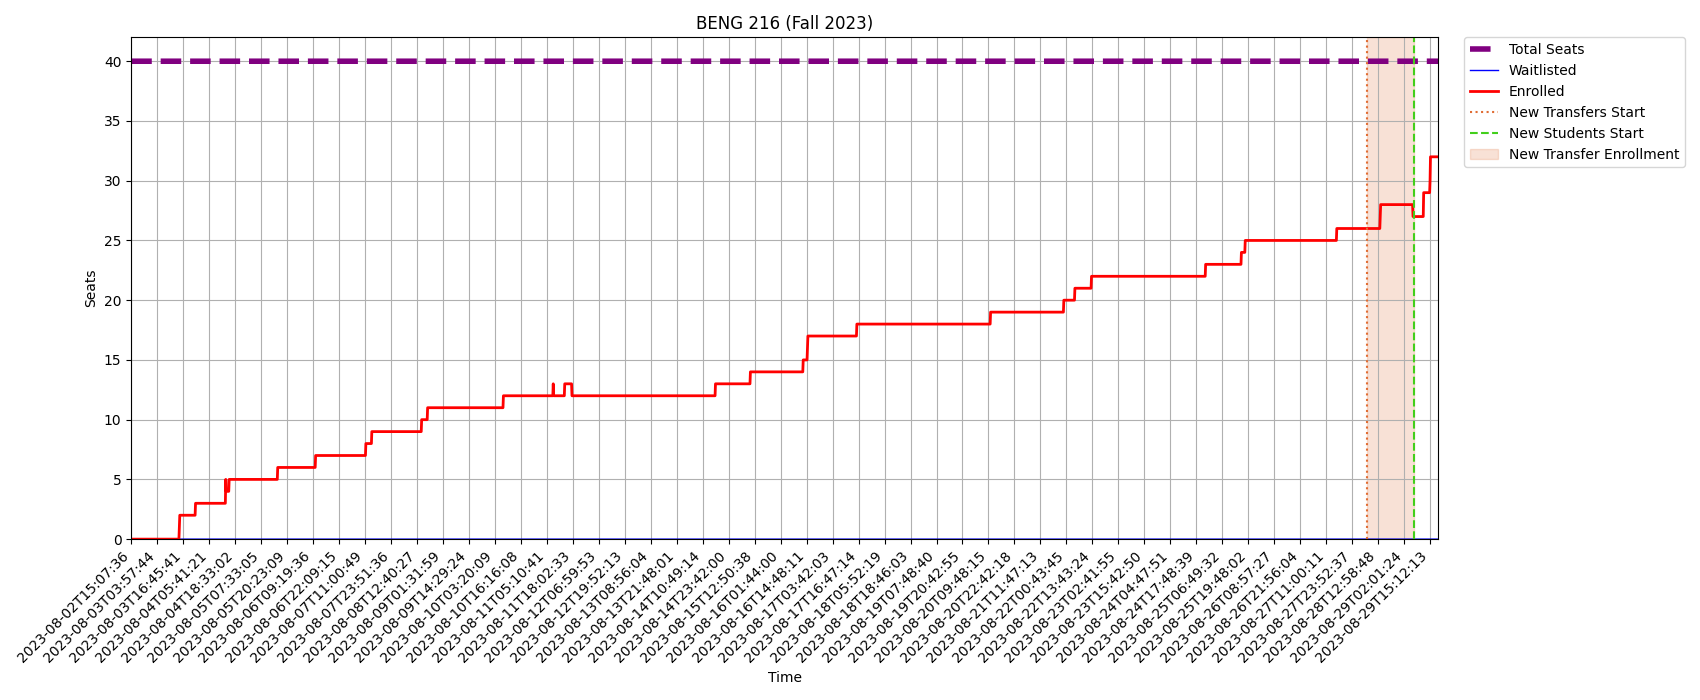 BENG 216 (Fall 2023)
Total Seats
Waitlisted
Enrolled
New Transfers Start
New Students Start
New Transfer Enrollment
Seats
40
35
30
25
20
15
10
5
0
2023-08-02T15:07:36
2023-08-03T03:57:44
2023-08-03T16:45:41
2023-08-04T05:41:21
2023-08-04T18:33:02
2023-08-05T07:33:05
2023-08-05T20:23:09
2023-08-06T09:19:36
2023-08-06T22:09:15
2023-08-07T11:00:49
2023-08-07T23:51:36
2023-08-08T12:40:27
2023-08-09T01:31:59
2023-08-09T14:29:24
2023-08-10T03:20:09
2023-08-10T16:16:08
2023-08-11T05:10:41
2023-08-11T18:02:33
2023-08-12T06:59:53
2023-08-12T19:52:13
2023-08-13T08:56:04
2023-08-13T21:48:01
2023-08-14T10:49:14
2023-08-14T23:42:00
2023-08-15T12:50:38
2023-08-16T01:44:00
2023-08-16T14:48:11
2023-08-17T03:42:03
2023-08-17T16:47:14
2023-08-18T05:52:19
2023-08-18T18:46:03
2023-08-19T07:48:40
2023-08-19T20:42:55
2023-08-20T09:48:15
2023-08-20T22:42:18
2023-08-21T11:47:13
2023-08-22T00:43:45
2023-08-22T13:43:24
2023-08-23T02:41:55
2023-08-23T15:42:50
2023-08-24T04:47:51
2023-08-24T17:48:39
2023-08-25T06:49:32
2023-08-25T19:48:02
2023-08-26T08:57:27
2023-08-26T21:56:04
2023-08-27T11:00:11
2023-08-27T23:52:37
2023-08-28T12:58:48
2023-08-29T02:01:24
2023-08-29T15:12:13
Time